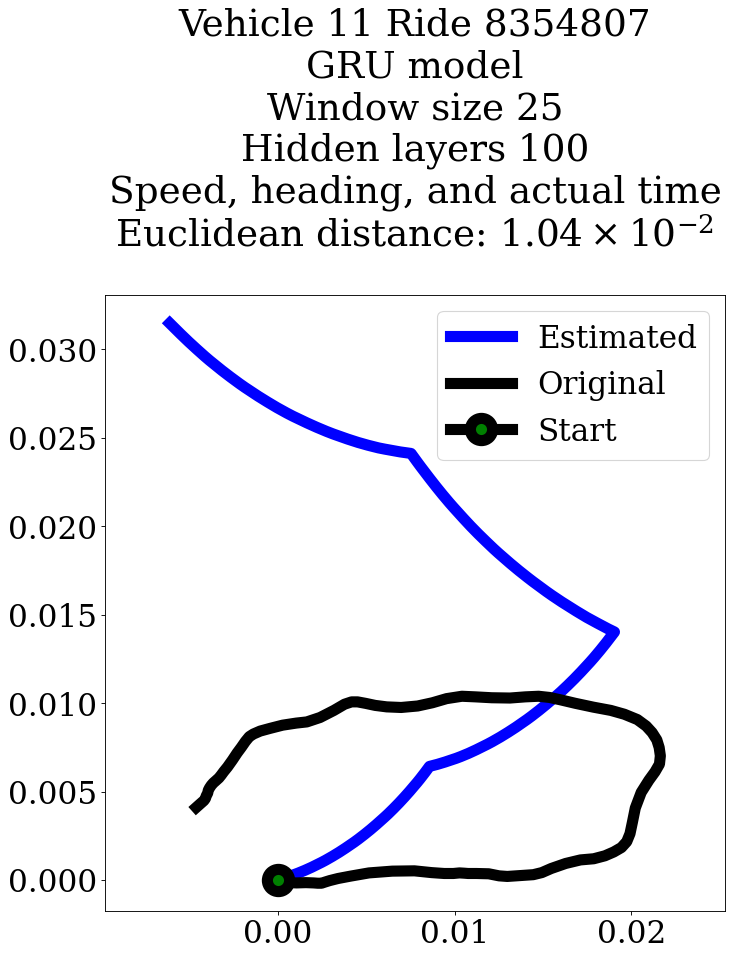 Vehicle 11 Ride 8354807
GRU model
Window size 25
Hidden layers 100
Speed, heading, and actual time
Euclidean distance: 1.04 × 10⁻²
Estimated
Original
Start
0.030
0.025
0.020
0.015
0.010
0.005
0.000
0.00 0.01 0.02